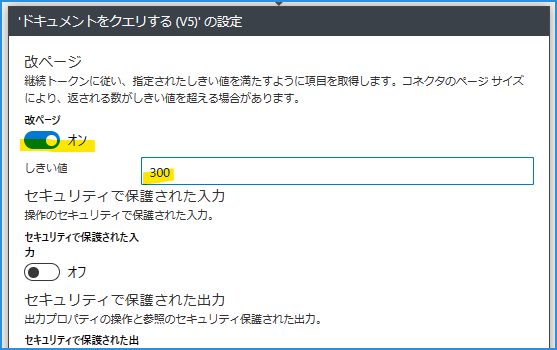 'ドキュメントをクエリする (V5)' の設定
改ページ
継続トークンに従い、指定されたしきい値を満たすように項目を取得します。コネクタのページ サイズ
により、返される数がしきい値を超える場合があります。
改ページ
オン
しきい値
300
セキュリティで保護された入力
操作のセキュリティで保護された入力。
セキュリティで保護された入
力
オフ
セキュリティで保護された出力
出力プロパティの操作と参照のセキュリティ保護された出力。
セキュリティで保護された出